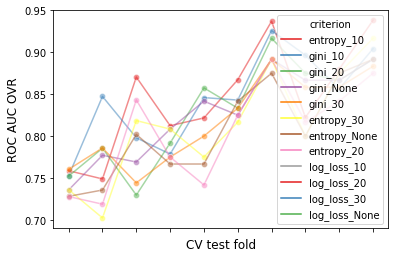 0.95
0.90
0.85
0.80
0.75
0.70
ROC AUC OVR
CV test fold
criterion
entropy_10
gini_10
gini_20
gini_None
gini_30
entropy_30
entropy_None
entropy_20
log_loss_10
log_loss_20
log_loss_30
log_loss_None